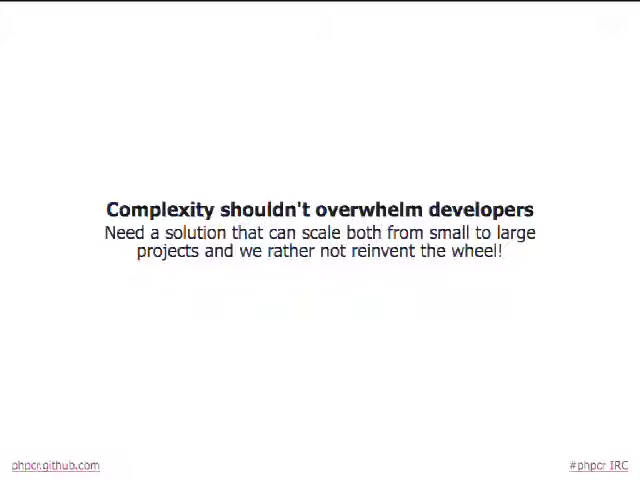 Complexity shouldn't overwhelm developers
Need a solution that can scale both from small to large
projects and we rather not reinvent the wheel!
phpcr.github.com
#phpcr IRC